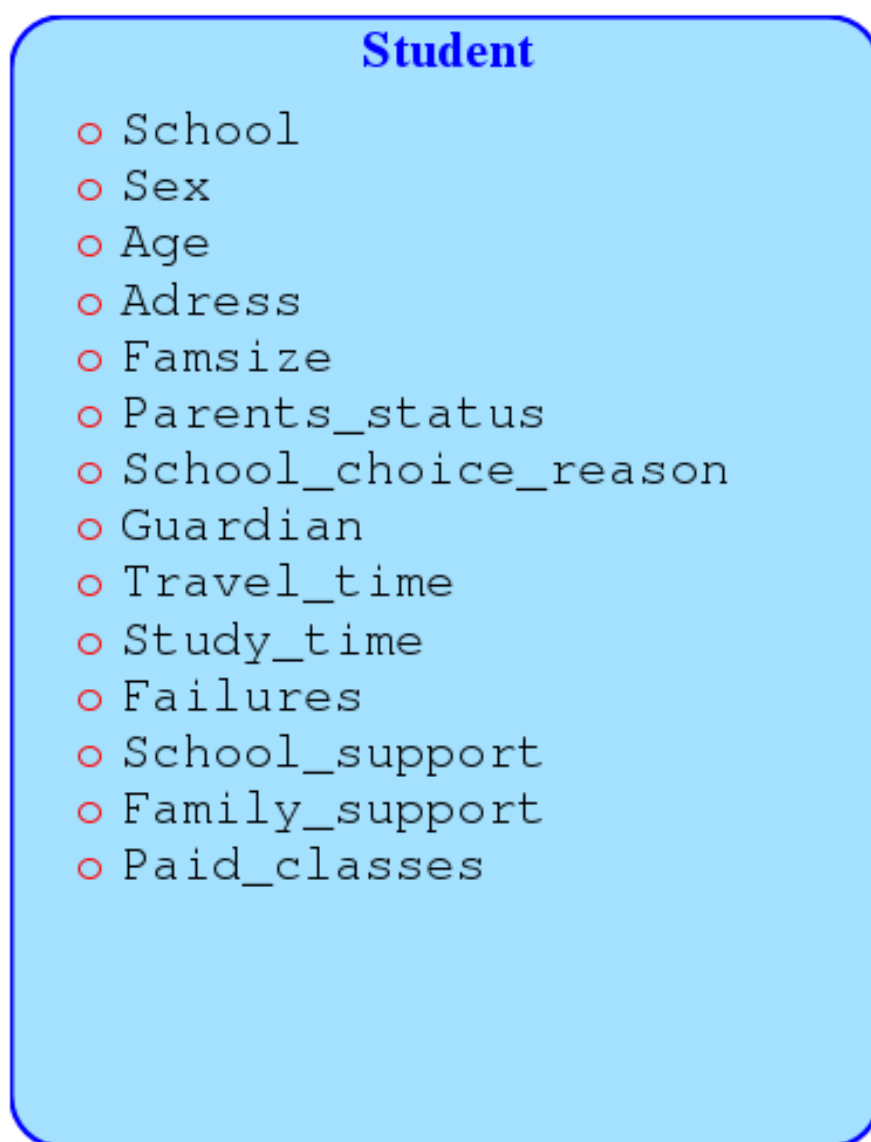 Student
School
Sex
Age
Adress
Famsize
Parents_status
School_choice_reason
Guardian
Travel_time
Study_time
Failures
School_support
Family_support
Paid_classes